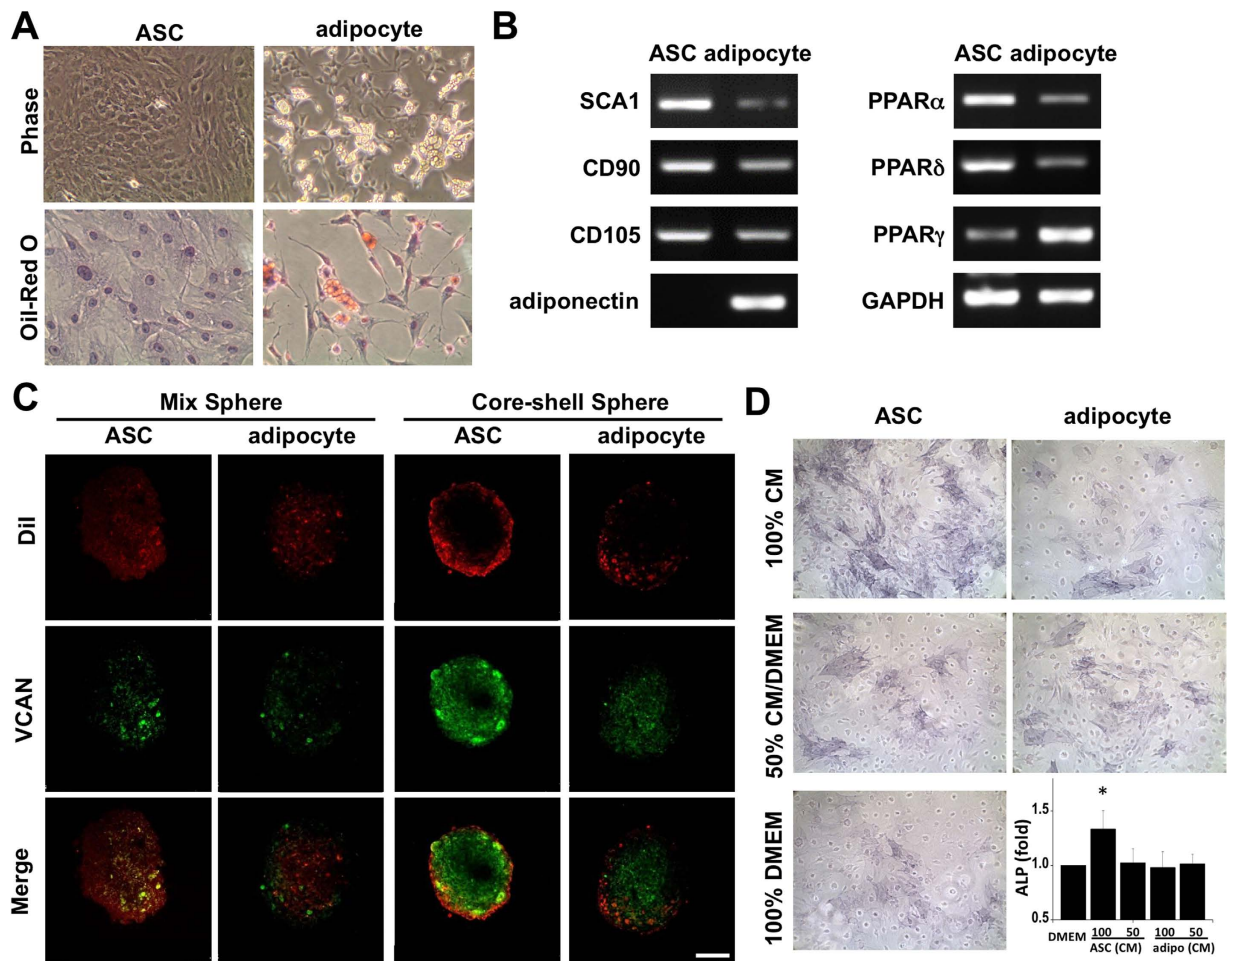 A
ASC
adipocyte
Phase
Oil-Red O
B
ASC adipocyte
SCA1
CD90
CD105
adiponectin
ASC adipocyte
PPARα
PPARδ
PPARγ
GAPDH
C
Mix Sphere
Core-shell Sphere
ASC
adipocyte
ASC
adipocyte
DiI
VCAN
Merge
D
ASC
adipocyte
100% CM
50% CM/DMEM
100% DMEM
ALP (fold)
1.5
1.0
0.5
*
DMEM
100
50
100
50
ASC (CM)
adipo (CM)